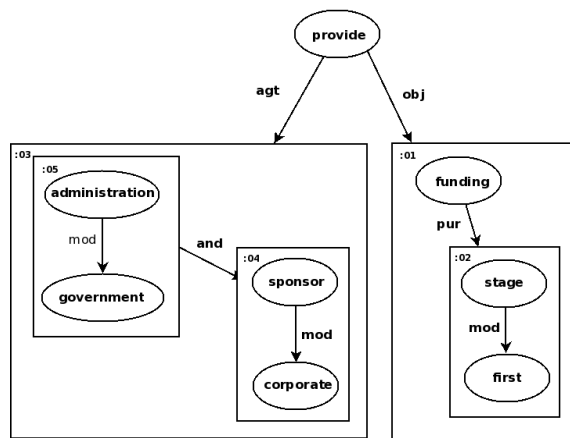 provide
agt
obj
:03
:05
administration
mod
government
and
:04
sponsor
mod
corporate
:01
funding
pur
:02
stage
mod
first